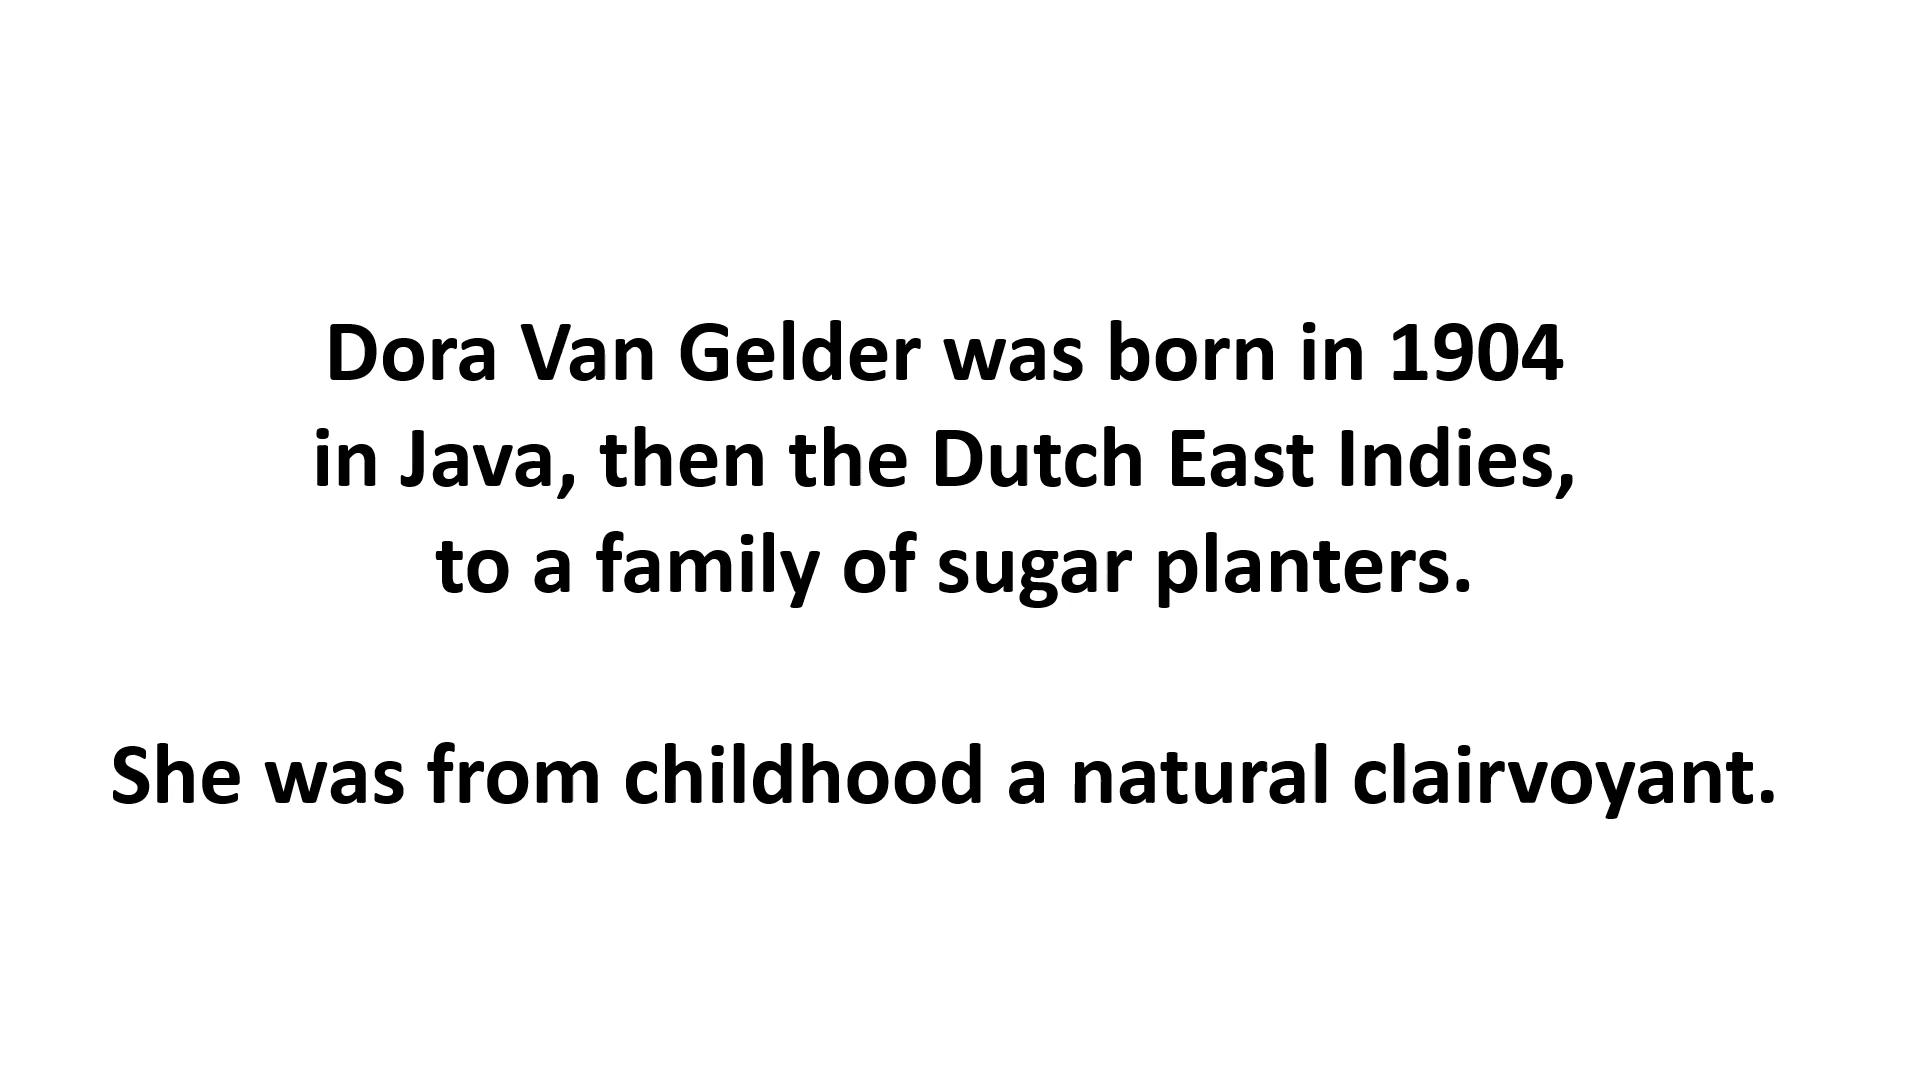 Dora Van Gelder was born in 1904
in Java, then the Dutch East Indies,
to a family of sugar planters.
She was from childhood a natural clairvoyant.